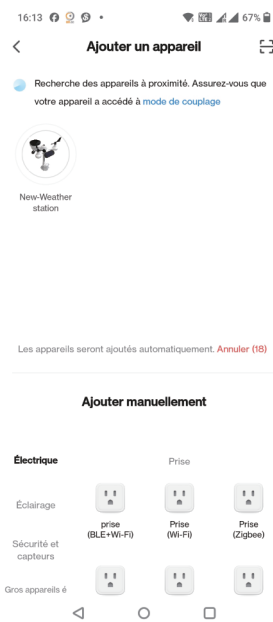 16:13
67%
Ajouter un appareil
Recherche des appareils à proximité. Assurez-vous que
votre appareil a accédé à mode de couplage
New-Weather
station
Les appareils seront ajoutés automatiquement. Annuler (18)
Ajouter manuellement
Électrique
Prise
Éclairage
prise
(BLE+Wi-Fi)
Prise
(Wi-Fi)
Prise
(Zigbee)
Sécurité et
capteurs
Gros appareils é